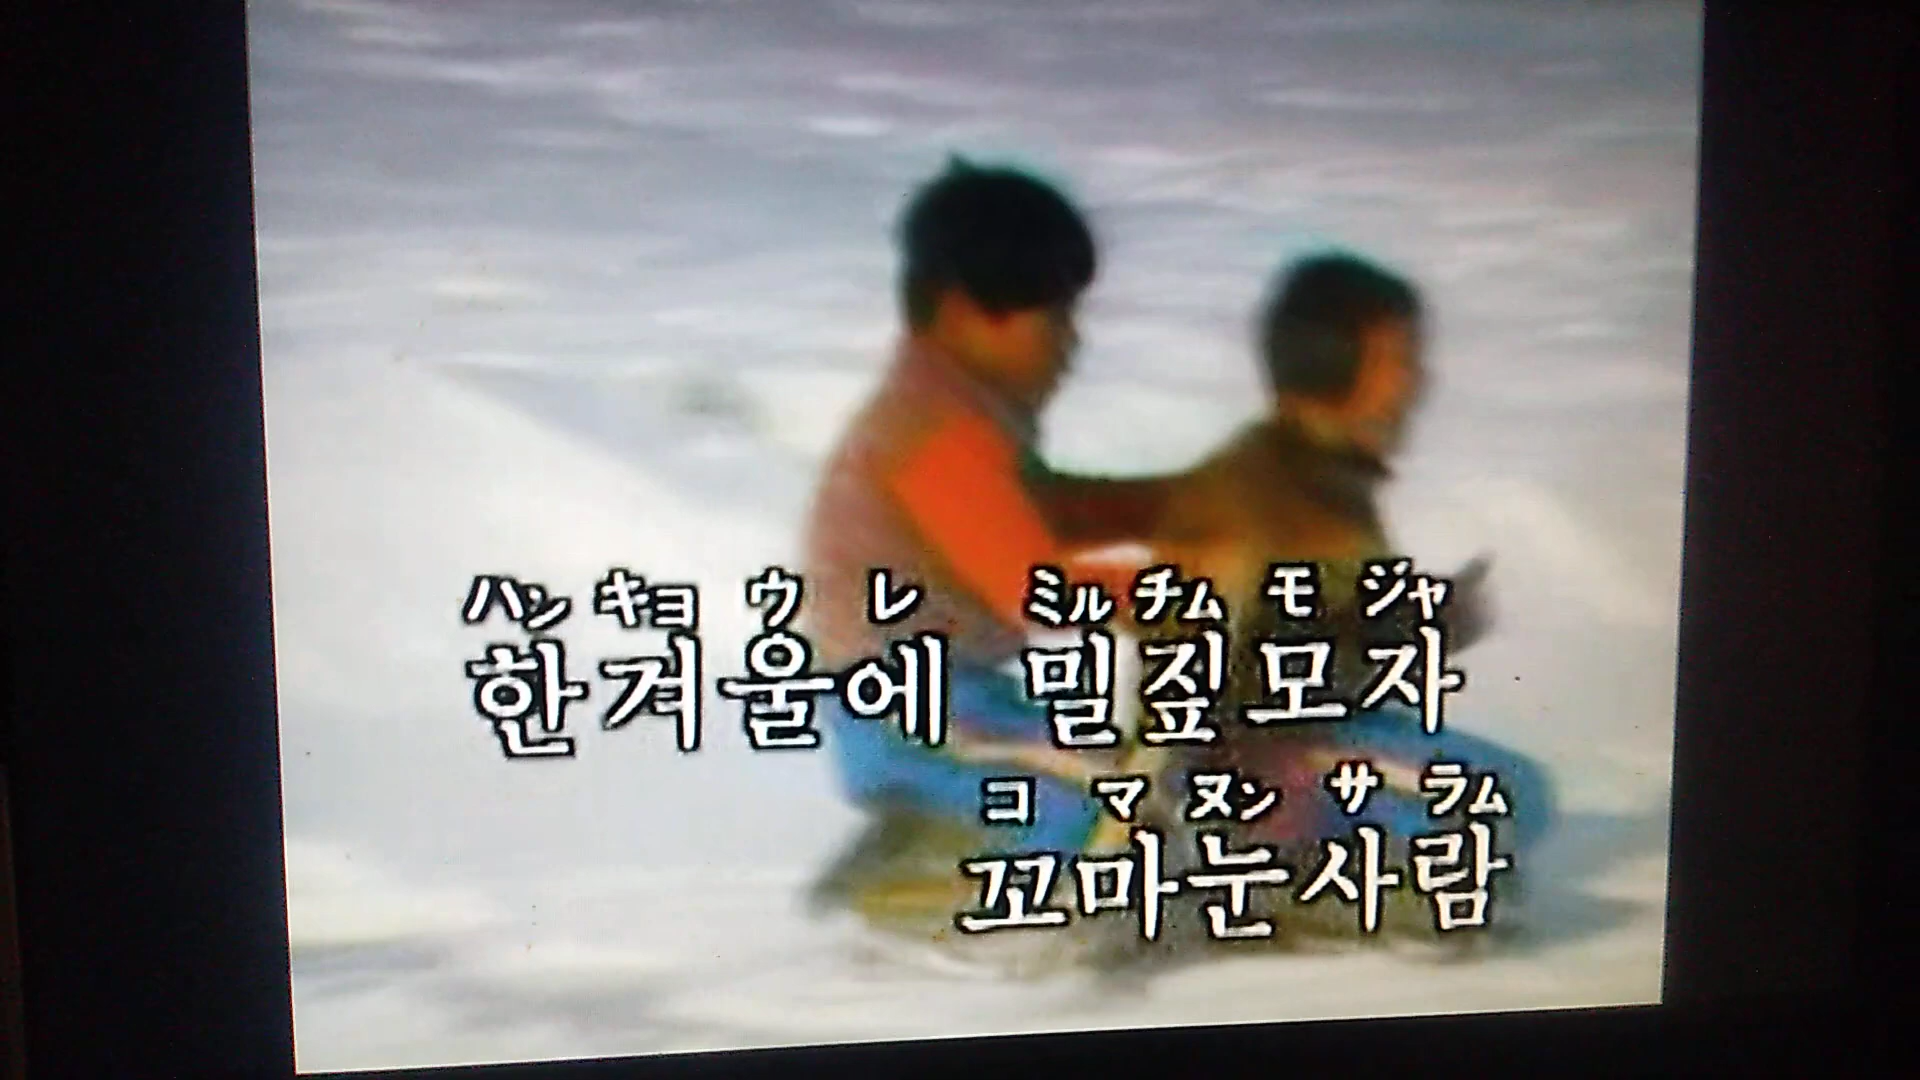 ハンキョウレ ミルチム モジャ
한겨울에 밀짚모자
ヨマヌンサラム
꼬마눈사람